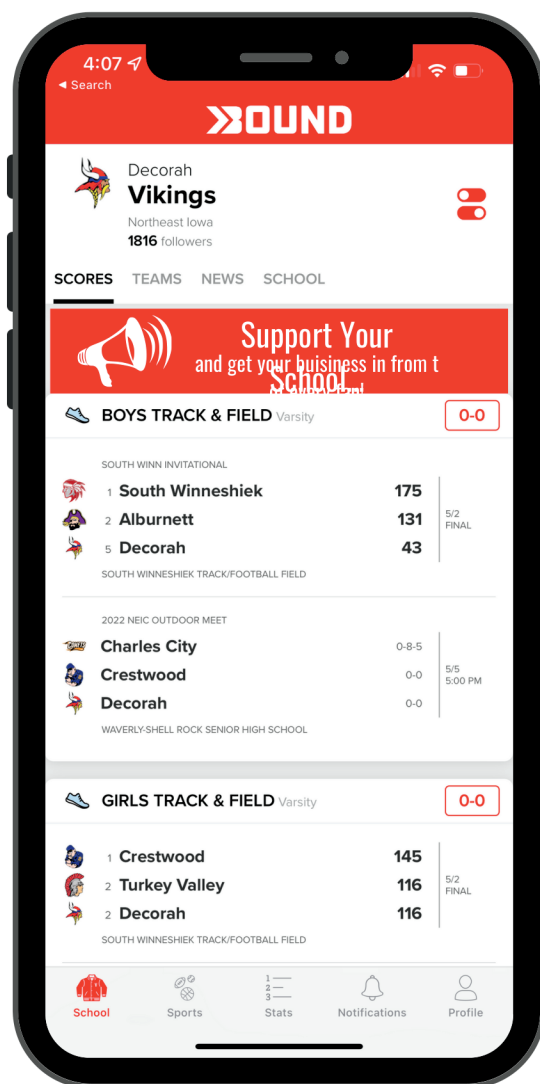 4:07
◀ Search
BOUND
Decorah
Vikings
Northeast Iowa
1816 followers
SCORES TEAMS NEWS SCHOOL
Support Your
and get your buisiness in from t
School
BOYS TRACK & FIELD Varsity 0-0
SOUTH WINN INVITATIONAL
1 South Winneshiek 175
2 Alburnett 131
5 Decorah 43
5/2
FINAL
SOUTH WINNESHIEK TRACK/FOOTBALL FIELD
2022 NEIC OUTDOOR MEET
Charles City 0-8-5
Crestwood 0-0
Decorah 0-0
5/5
5:00 PM
WAVERLY-SHELL ROCK SENIOR HIGH SCHOOL
GIRLS TRACK & FIELD Varsity 0-0
1 Crestwood 145
2 Turkey Valley 116
2 Decorah 116
5/2
FINAL
SOUTH WINNESHIEK TRACK/FOOTBALL FIELD
School Sports Stats Notifications Profile